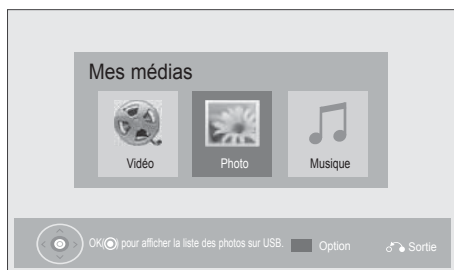 Mes médias
Vidéo
Photo
Musique
OK(◉) pour afficher la liste des photos sur USB.
Option
Sortie